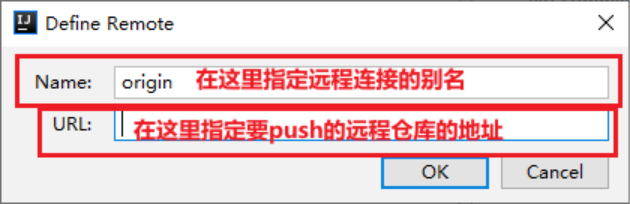 IJ Define Remote
Name: origin 在这里指定远程连接的别名
URL: 在这里指定要push的远程仓库的地址
OK Cancel